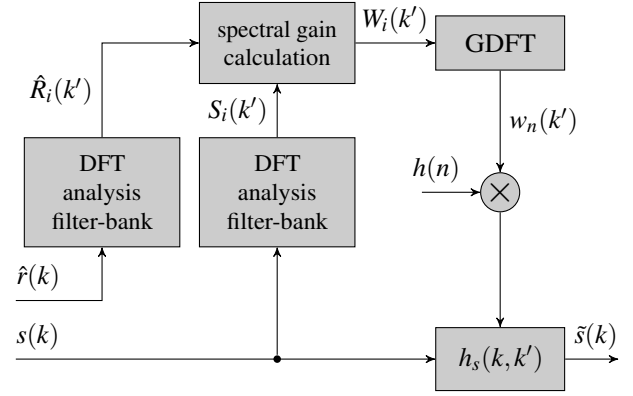 spectral gain
calculation
W_i(k′)
GDFT
R̂_i(k′)
S_i(k′)
w_n(k′)
DFT
analysis
filter-bank
DFT
analysis
filter-bank
h(n)
×
r̂(k)
s(k)
h_s(k,k′)
s̃(k)